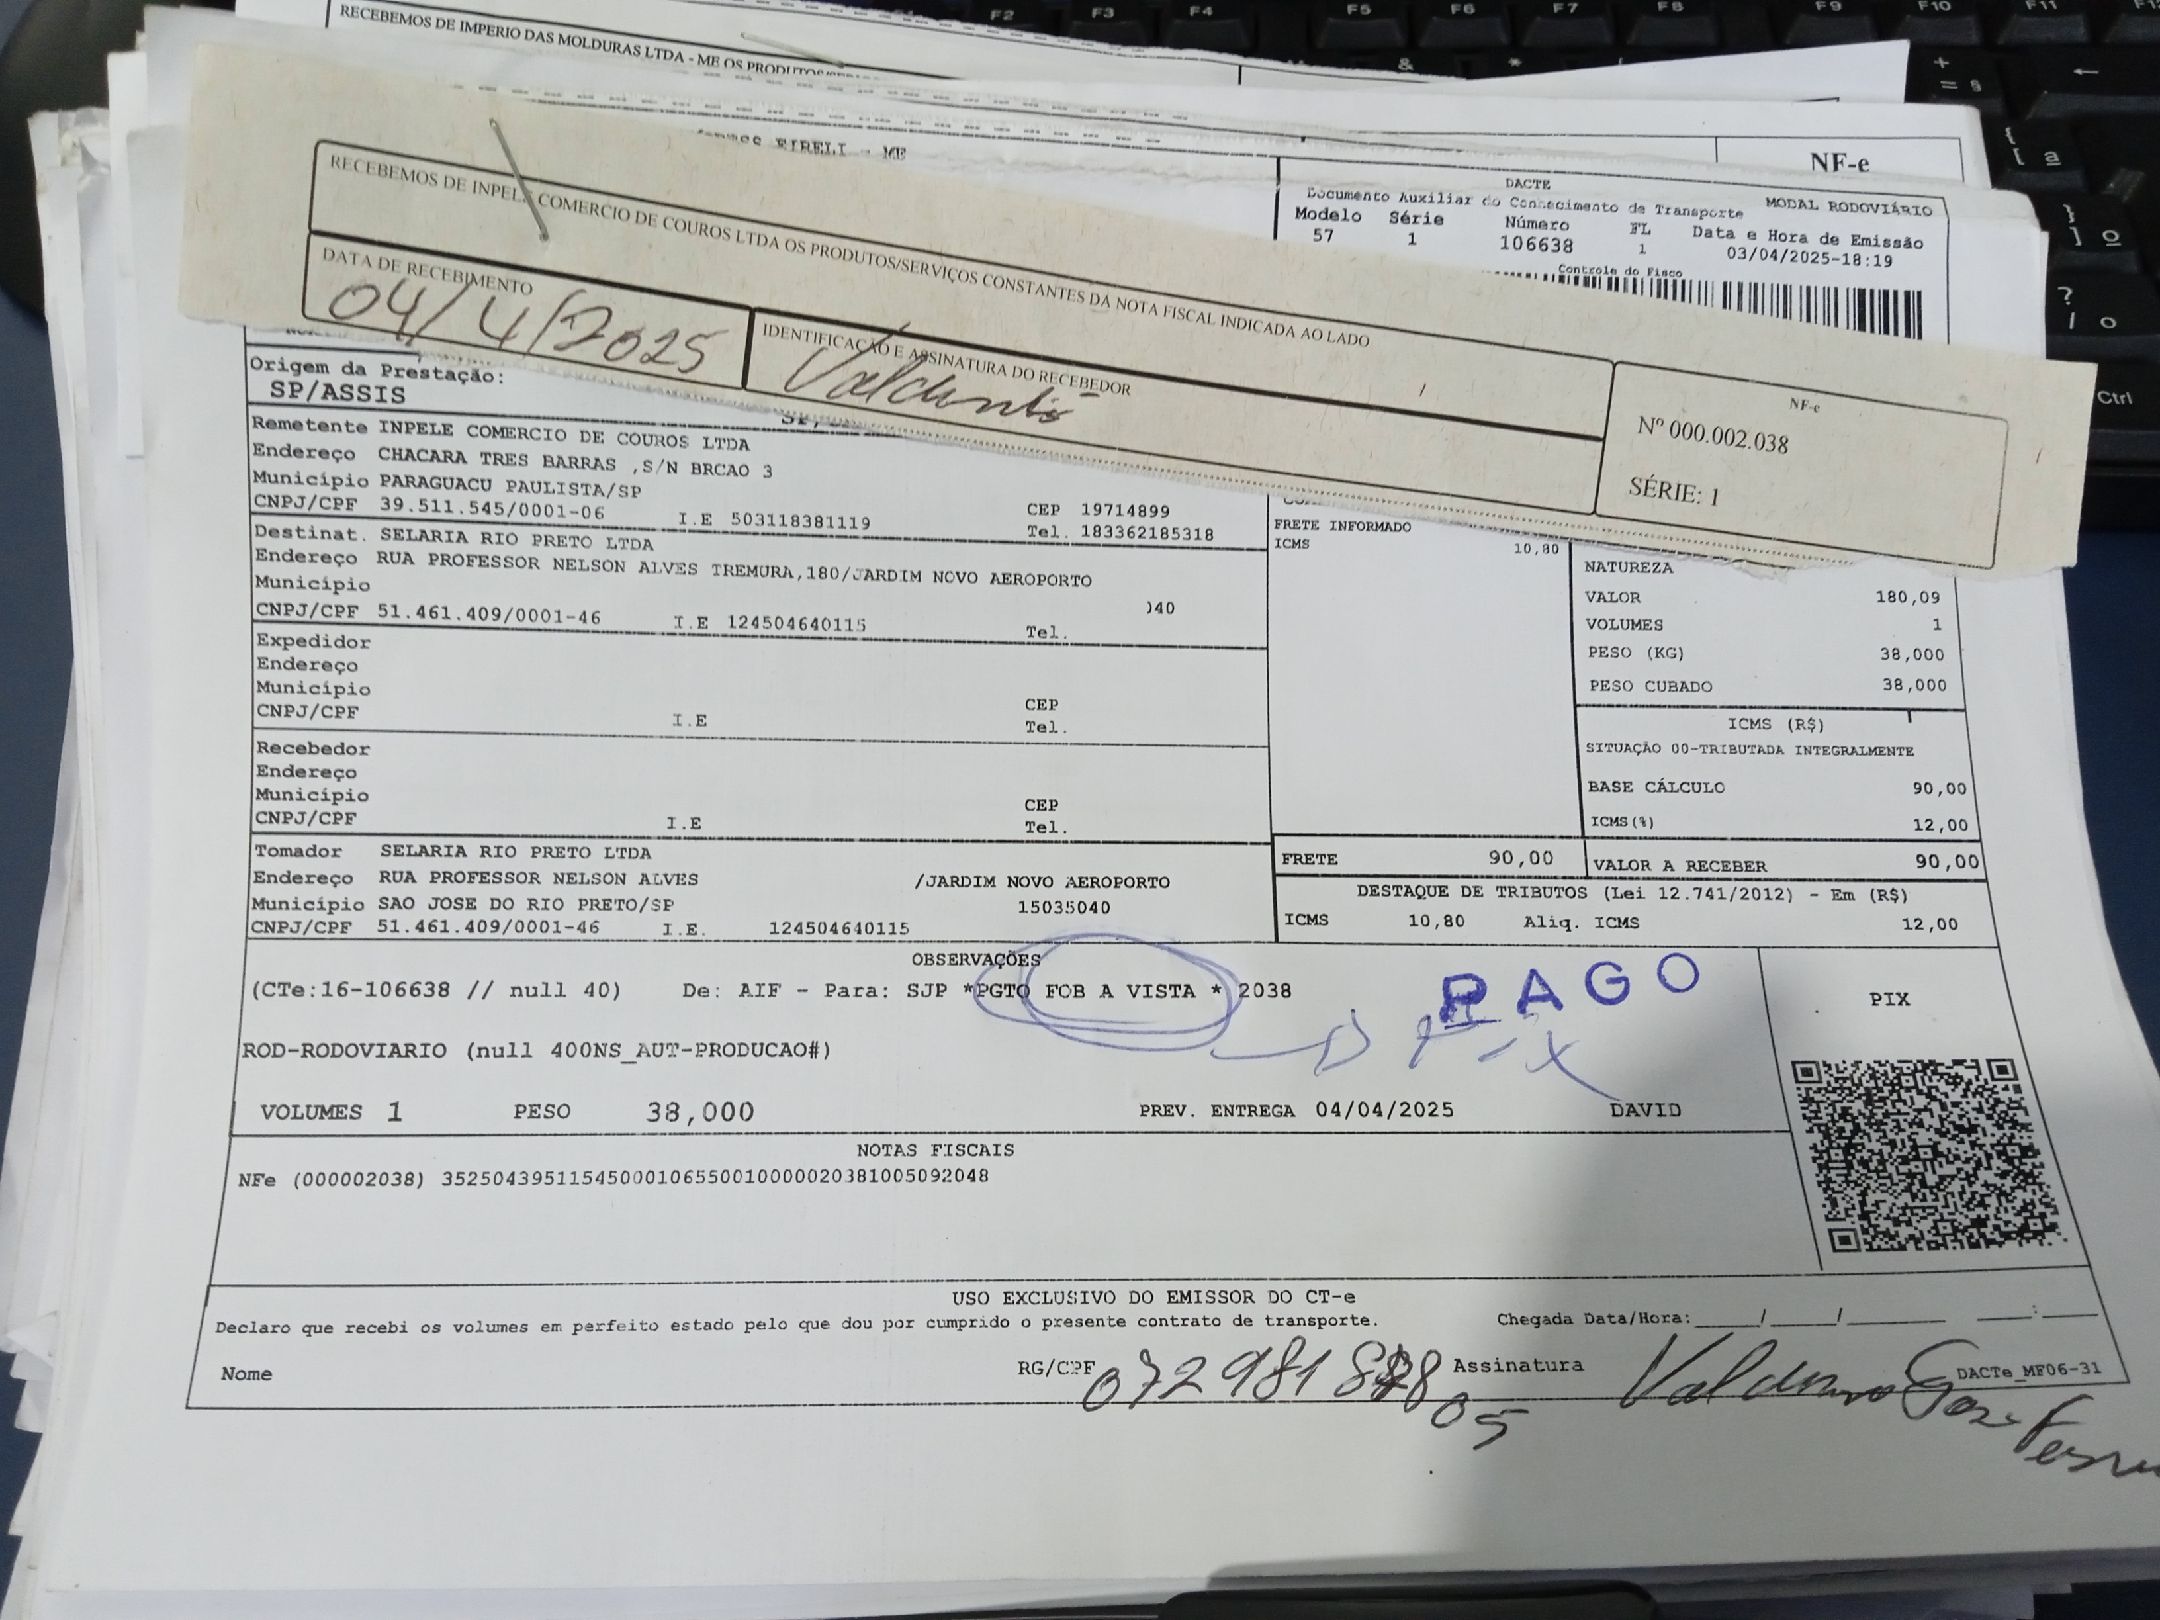 RECEBEMOS DE IMPERIO DAS MOLDURAS LTDA - ME OS
EIRELI - ME
NF-e
RECEBEMOS DE INPELE COMERCIO DE COUROS LTDA OS PRODUTOS/SERVIÇOS CONSTANTES DA NOTA FISCAL INDICADA AO LADO
DATA DE RECEBIMENTO
04/4/2025
IDENTIFICAÇÃO E ASSINATURA DO RECEBEDOR
NF-e
Nº 000.002.038
SÉRIE: 1
DACTE
Documento Auxiliar do Conhecimento de Transporte
MODAL RODOVIÁRIO
Modelo Série Número FL Data e Hora de Emissão
57 1 106638 1 03/04/2025-18:19
Controle do Fisco
Origem da Prestação:
SP/ASSIS
Remetente INPELE COMERCIO DE COUROS LTDA
Endereço CHACARA TRES BARRAS ,S/N BRCAO 3
Município PARAGUACU PAULISTA/SP CEP 19714899
CNPJ/CPF 39.511.545/0001-06 I.E 503118381119 Tel. 183362185318
Destinat. SELARIA RIO PRETO LTDA
Endereço RUA PROFESSOR NELSON ALVES TREMURA,180/JARDIM NOVO AEROPORTO
Município 040
CNPJ/CPF 51.461.409/0001-46 I.E 124504640115 Tel.
Expedidor
Endereço
Município CEP
CNPJ/CPF I.E Tel.
Recebedor
Endereço
Município CEP
CNPJ/CPF I.E Tel.
Tomador SELARIA RIO PRETO LTDA
Endereço RUA PROFESSOR NELSON ALVES /JARDIM NOVO AEROPORTO
Município SAO JOSE DO RIO PRETO/SP 15035040
CNPJ/CPF 51.461.409/0001-46 I.E. 124504640115
FRETE INFORMADO
ICMS 10,80
NATUREZA
VALOR 180,09
VOLUMES 1
PESO (KG) 38,000
PESO CUBADO 38,000
ICMS (R$)
SITUAÇÃO 00-TRIBUTADA INTEGRALMENTE
BASE CÁLCULO 90,00
ICMS(%) 12,00
FRETE 90,00 VALOR A RECEBER 90,00
DESTAQUE DE TRIBUTOS (Lei 12.741/2012) - Em (R$)
ICMS 10,80 Aliq. ICMS 12,00
OBSERVAÇÕES
(CTe:16-106638 // null 40) De: AIF - Para: SJP *PGTO FOB A VISTA * 2038
PAGO
Pix
PIX
ROD-RODOVIARIO (null 400NS_AUT-PRODUCAO#)
VOLUMES 1 PESO 38,000 PREV. ENTREGA 04/04/2025 DAVID
NOTAS FISCAIS
NFe (000002038) 35250439511545000106550010000020381005092048
USO EXCLUSIVO DO EMISSOR DO CT-e
Declaro que recebi os volumes em perfeito estado pelo que dou por cumprido o presente contrato de transporte. Chegada Data/Hora:_____/_____/_______ ____:____
Nome RG/CPF Assinatura DACTe_MF06-31